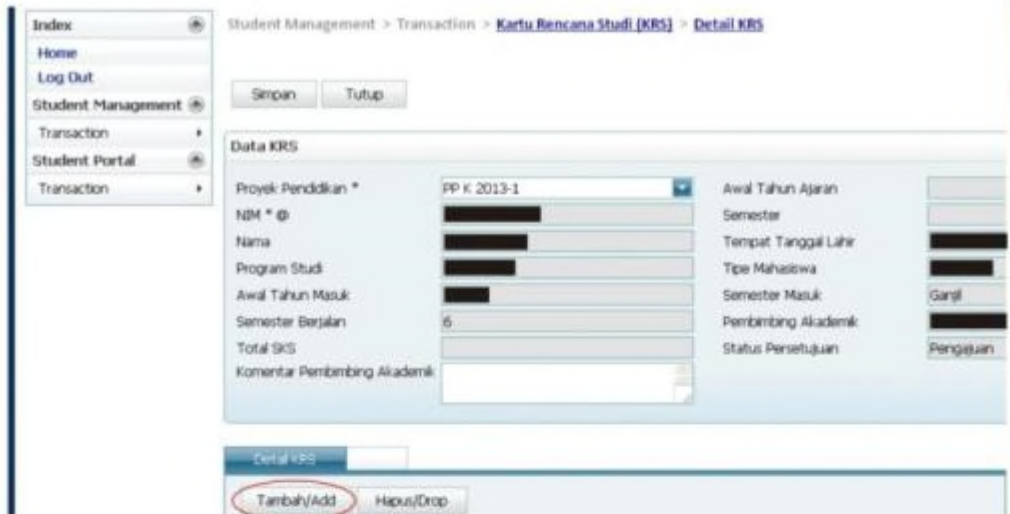 Index
Home
Log Out
Student Management
Transaction
Student Portal
Transaction
Student Management > Transaction > Kartu Rencana Studi (KRS) > Detail KRS
Simpan Tutup
Data KRS
Proyek Pendidikan * PP K 2013-1 Awal Tahun Ajaran
NIM * @ Semester
Nama Tempat Tanggal Lahir
Program Studi Tipe Mahasiswa
Awal Tahun Masuk Semester Masuk Ganjil
Semester Berjalan 6 Pembimbing Akademik
Total SKS Status Persetujuan Pengajuan
Komentar Pembimbing Akademik
Detail KRS
Tambah/Add Hapus/Drop